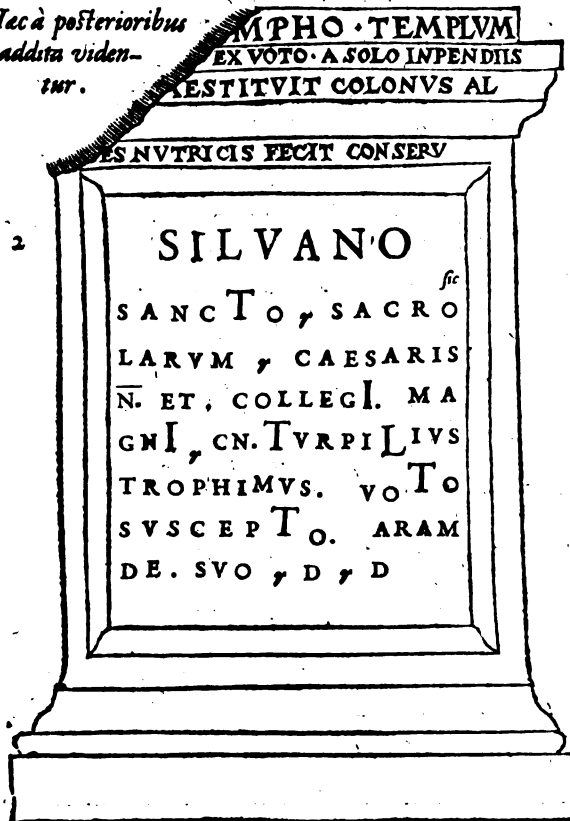 Hæc à posterioribus
addita viden-
tur.
MPHO · TEMPLVM
EX VOTO · A SOLO INPENDIIS
RESTITVIT COLONVS AL
ES NVTRICIS FECIT CONSERV
2
SILVANO
sic
SANCTO , SACRO
LARVM , CAESARIS
N̅. ET . COLLEGI. MA
GNI , CN. TVRPILIVS
TROPHIMVS. VOTO
SVSCEPTO. ARAM
DE. SVO , D , D